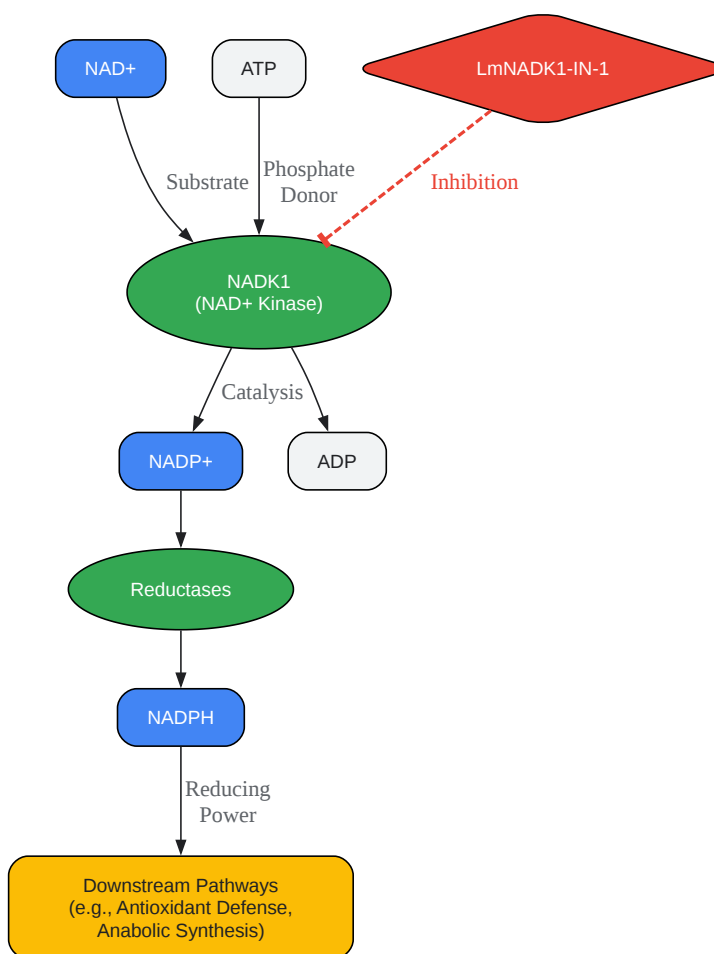 NAD+
ATP
LmNADK1-IN-1
Substrate
Phosphate
Donor
Inhibition
NADK1
(NAD+ Kinase)
Catalysis
NADP+
ADP
Reductases
NADPH
Reducing
Power
Downstream Pathways
(e.g., Antioxidant Defense,
Anabolic Synthesis)